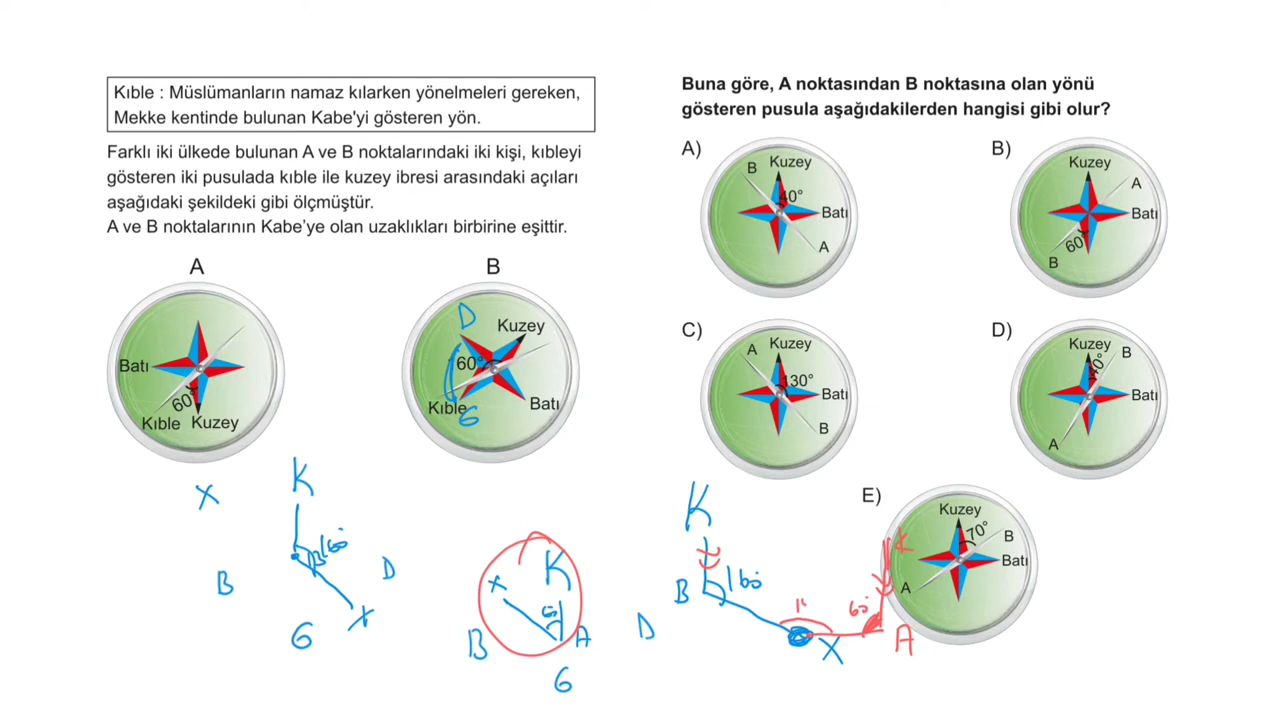 Kıble : Müslümanların namaz kılarken yönelmeleri gereken,
Mekke kentinde bulunan Kabe'yi gösteren yön.
Farklı iki ülkede bulunan A ve B noktalarındaki iki kişi, kıbleyi
gösteren iki pusulada kıble ile kuzey ibresi arasındaki açıları
aşağıdaki şekildeki gibi ölçmüştür.
A ve B noktalarının Kabe'ye olan uzaklıkları birbirine eşittir.
A
Batı
60°
Kıble
Kuzey
B
D
Kuzey
60°
Kıble
G
Batı
X
K
B
D
X
G
X
K
B
A
G
Buna göre, A noktasından B noktasına olan yönü
gösteren pusula aşağıdakilerden hangisi gibi olur?
A)
B
Kuzey
40°
Batı
A
B)
Kuzey
A
Batı
60°
B
C)
A
Kuzey
130°
Batı
B
D)
Kuzey
B
40°
Batı
A
E)
Kuzey
70°
B
Batı
A
K
B
D
X
K
A